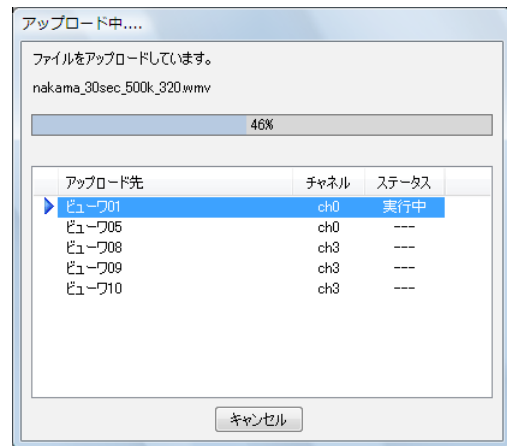 アップロード中....
ファイルをアップロードしています。
nakama_30sec_500k_320.wmv
46%
アップロード先 チャネル ステータス
ビューワ01 ch0 実行中
ビューワ05 ch0 ---
ビューワ08 ch3 ---
ビューワ09 ch3 ---
ビューワ10 ch3 ---
キャンセル